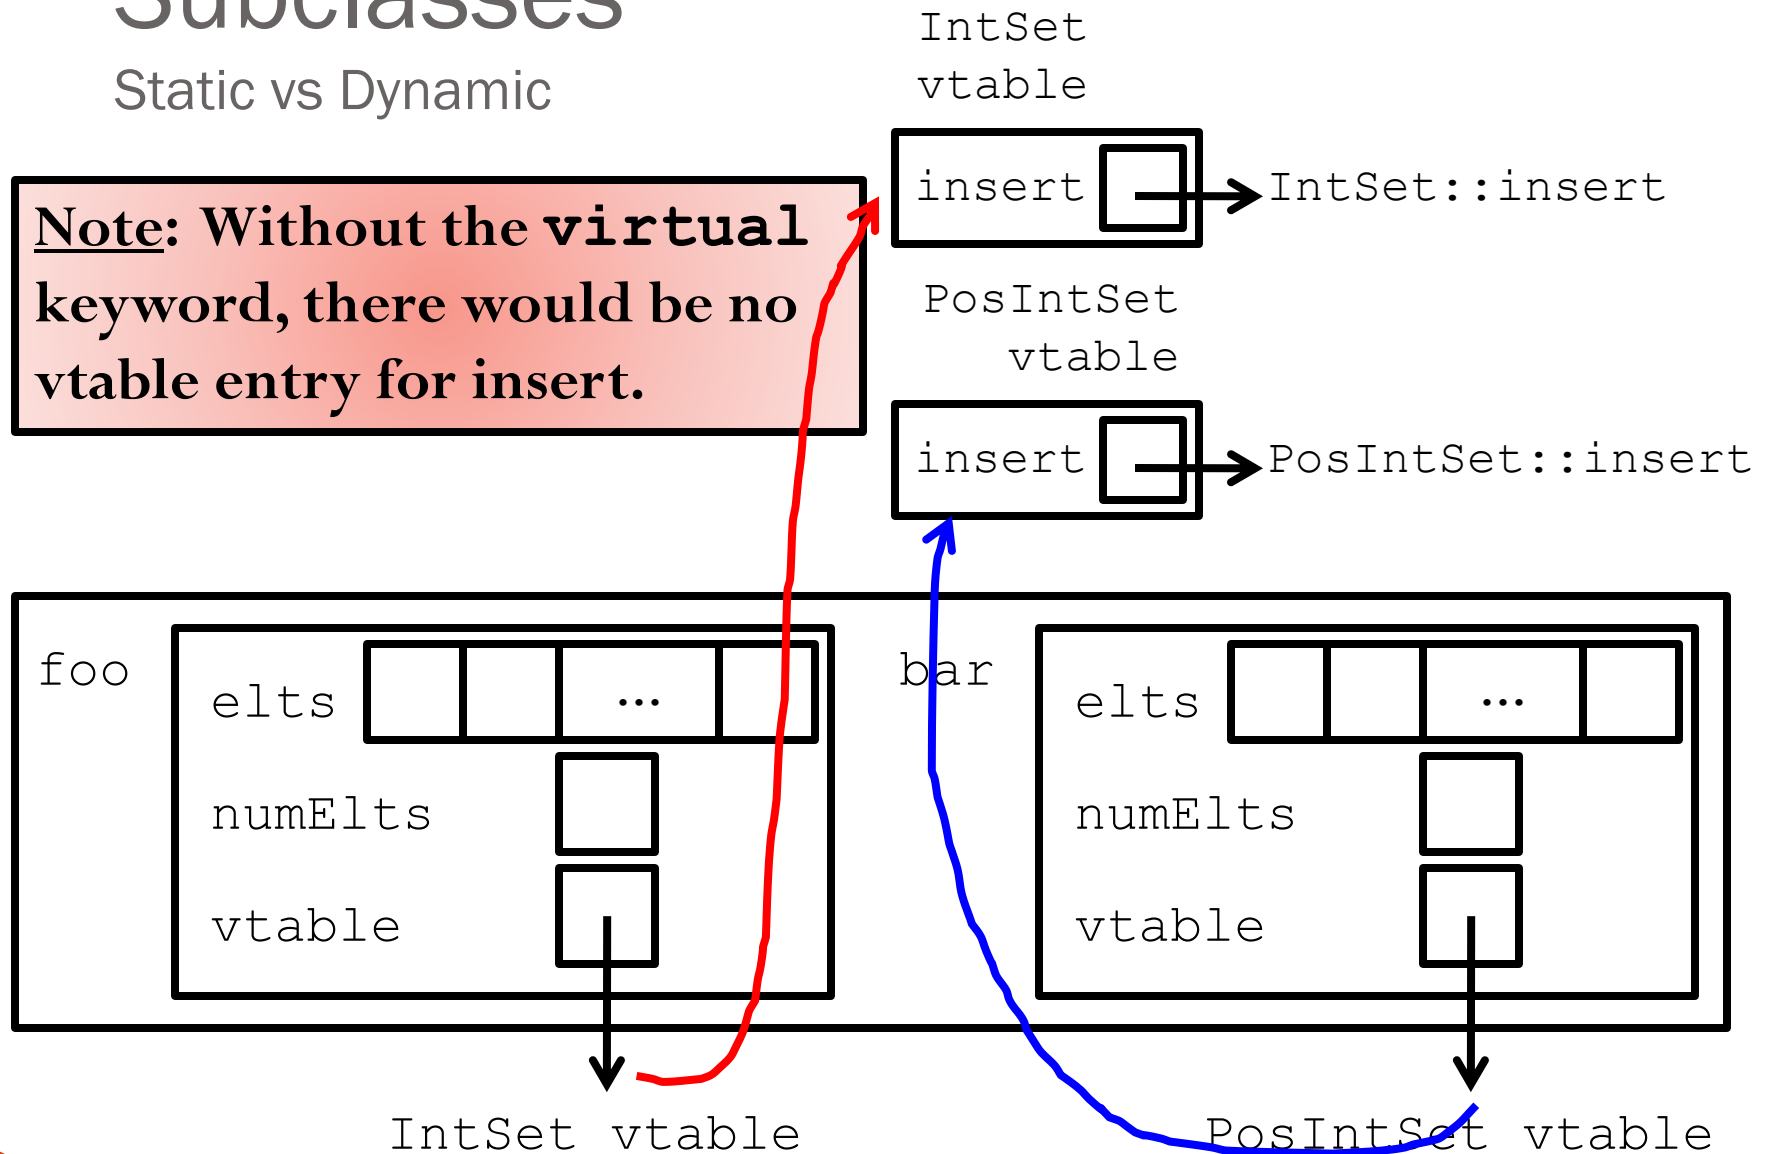 Subclasses
Static vs Dynamic
IntSet
vtable
insert
IntSet::insert
Note: Without the virtual
keyword, there would be no
vtable entry for insert.
PosIntSet
vtable
insert
PosIntSet::insert
foo
elts
...
numElts
vtable
bar
elts
...
numElts
vtable
IntSet vtable
PosIntSet vtable